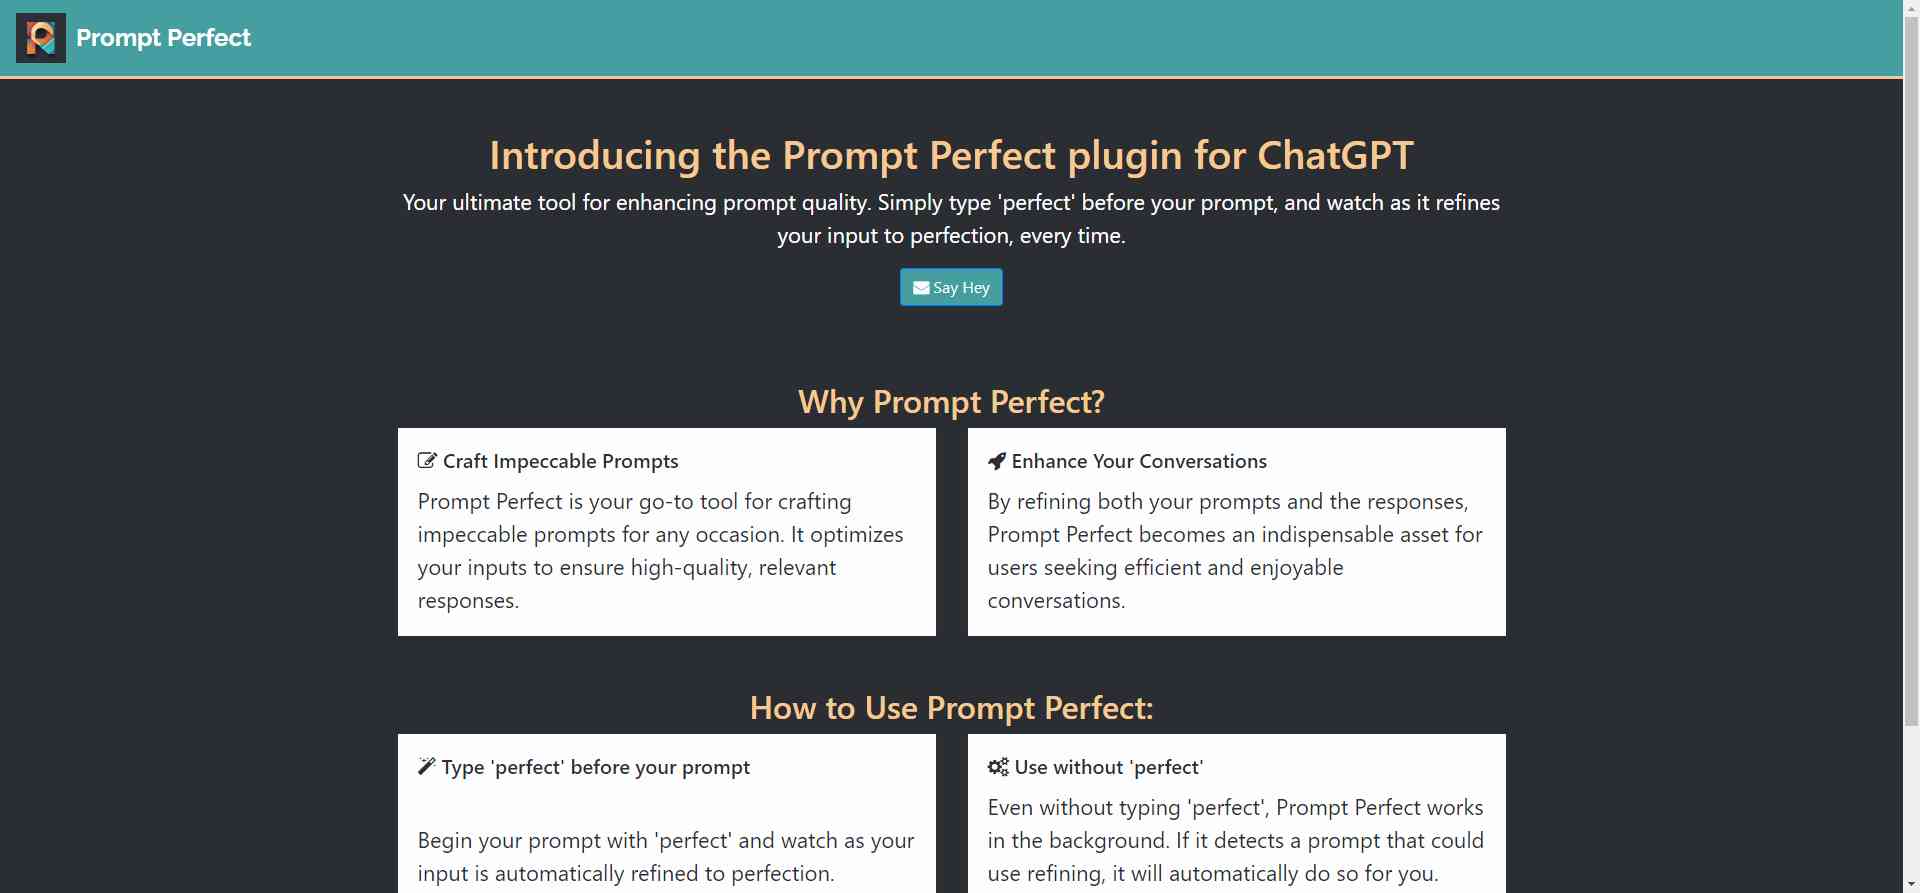 Prompt Perfect
Introducing the Prompt Perfect plugin for ChatGPT
Your ultimate tool for enhancing prompt quality. Simply type 'perfect' before your prompt, and watch as it refines
your input to perfection, every time.
Say Hey
Why Prompt Perfect?
Craft Impeccable Prompts
Prompt Perfect is your go-to tool for crafting
impeccable prompts for any occasion. It optimizes
your inputs to ensure high-quality, relevant
responses.
Enhance Your Conversations
By refining both your prompts and the responses,
Prompt Perfect becomes an indispensable asset for
users seeking efficient and enjoyable
conversations.
How to Use Prompt Perfect:
Type 'perfect' before your prompt
Begin your prompt with 'perfect' and watch as your
input is automatically refined to perfection.
Use without 'perfect'
Even without typing 'perfect', Prompt Perfect works
in the background. If it detects a prompt that could
use refining, it will automatically do so for you.